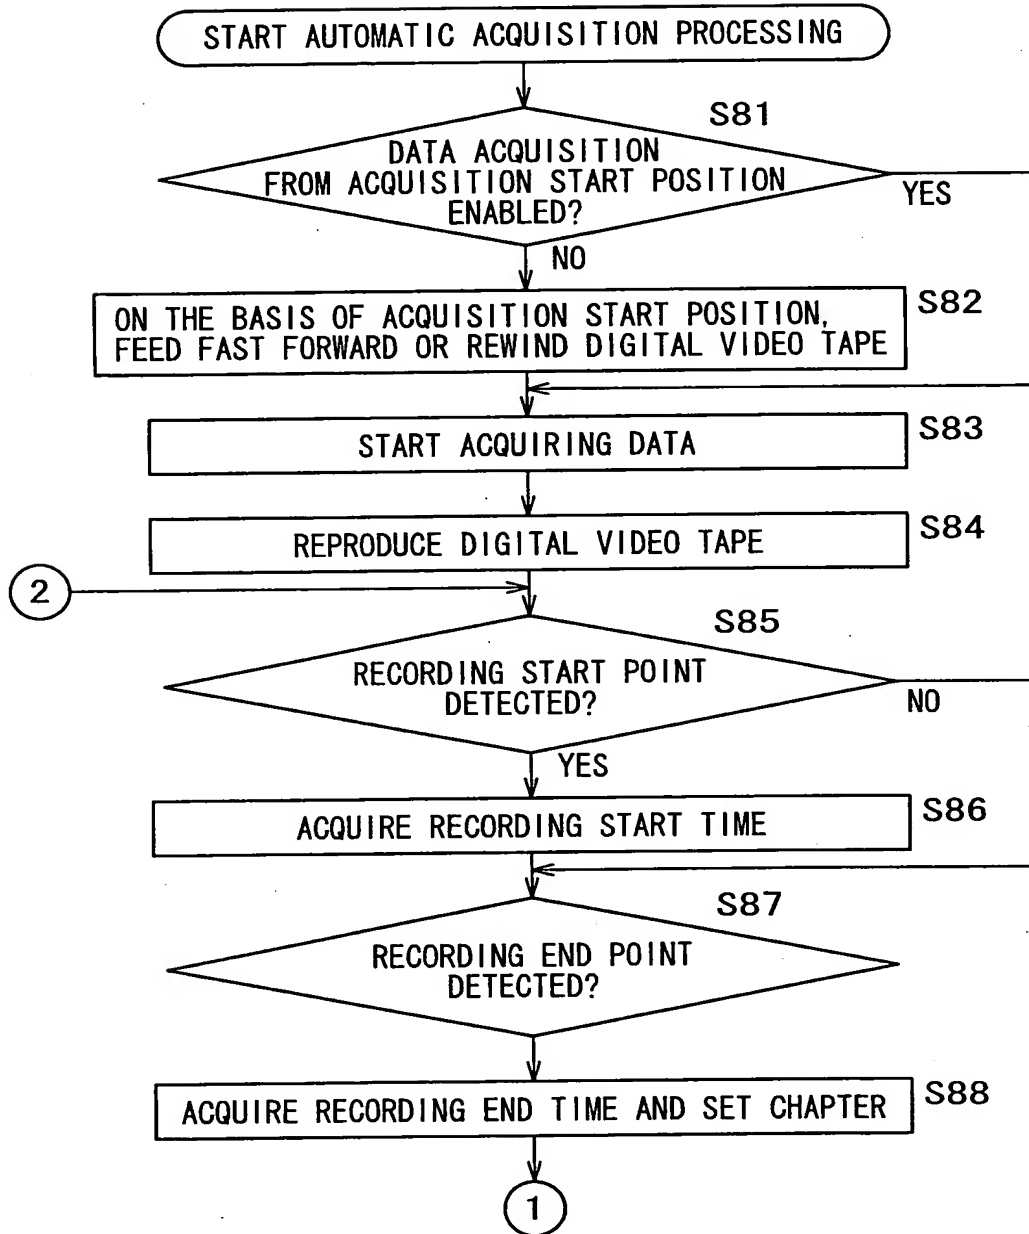 START AUTOMATIC ACQUISITION PROCESSING
S81
DATA ACQUISITION
FROM ACQUISITION START POSITION
ENABLED?
YES
NO
S82
ON THE BASIS OF ACQUISITION START POSITION,
FEED FAST FORWARD OR REWIND DIGITAL VIDEO TAPE
S83
START ACQUIRING DATA
S84
REPRODUCE DIGITAL VIDEO TAPE
2
S85
RECORDING START POINT
DETECTED?
NO
YES
S86
ACQUIRE RECORDING START TIME
S87
RECORDING END POINT
DETECTED?
S88
ACQUIRE RECORDING END TIME AND SET CHAPTER
1